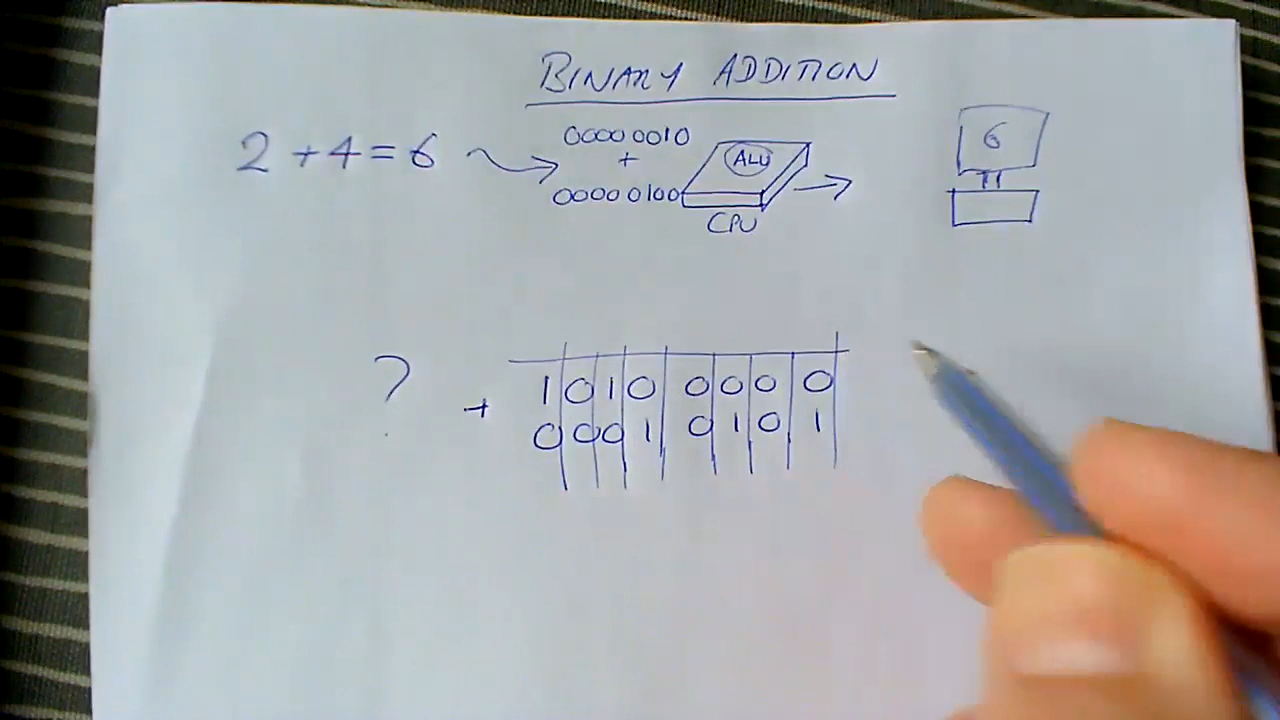 BINARY ADDITION
2 + 4 = 6
00000010
+
00000100
ALU
CPU
6
?
+
1010 0000
0001 0101